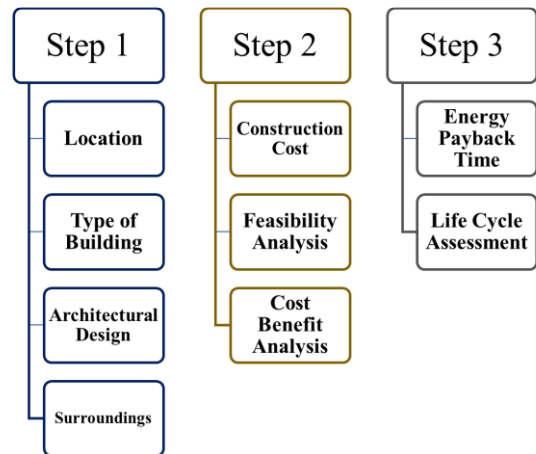 Step 1
Location
Type of
Building
Architectural
Design
Surroundings
Step 2
Construction
Cost
Feasibility
Analysis
Cost
Benefit
Analysis
Step 3
Energy
Payback
Time
Life Cycle
Assessment